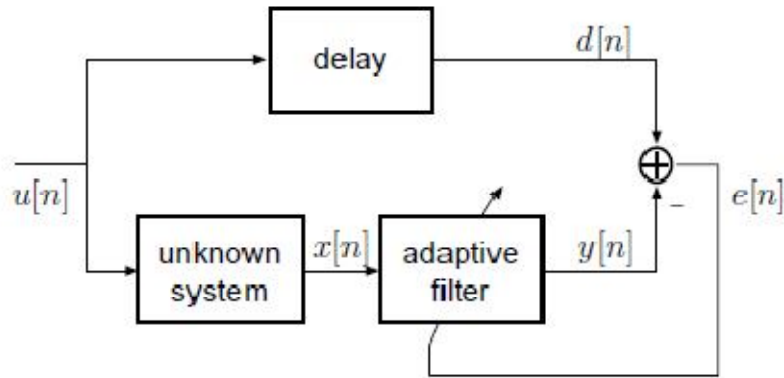 d[n]
delay
u[n]
e[n]
unknown
system
x[n]
adaptive
filter
y[n]
-